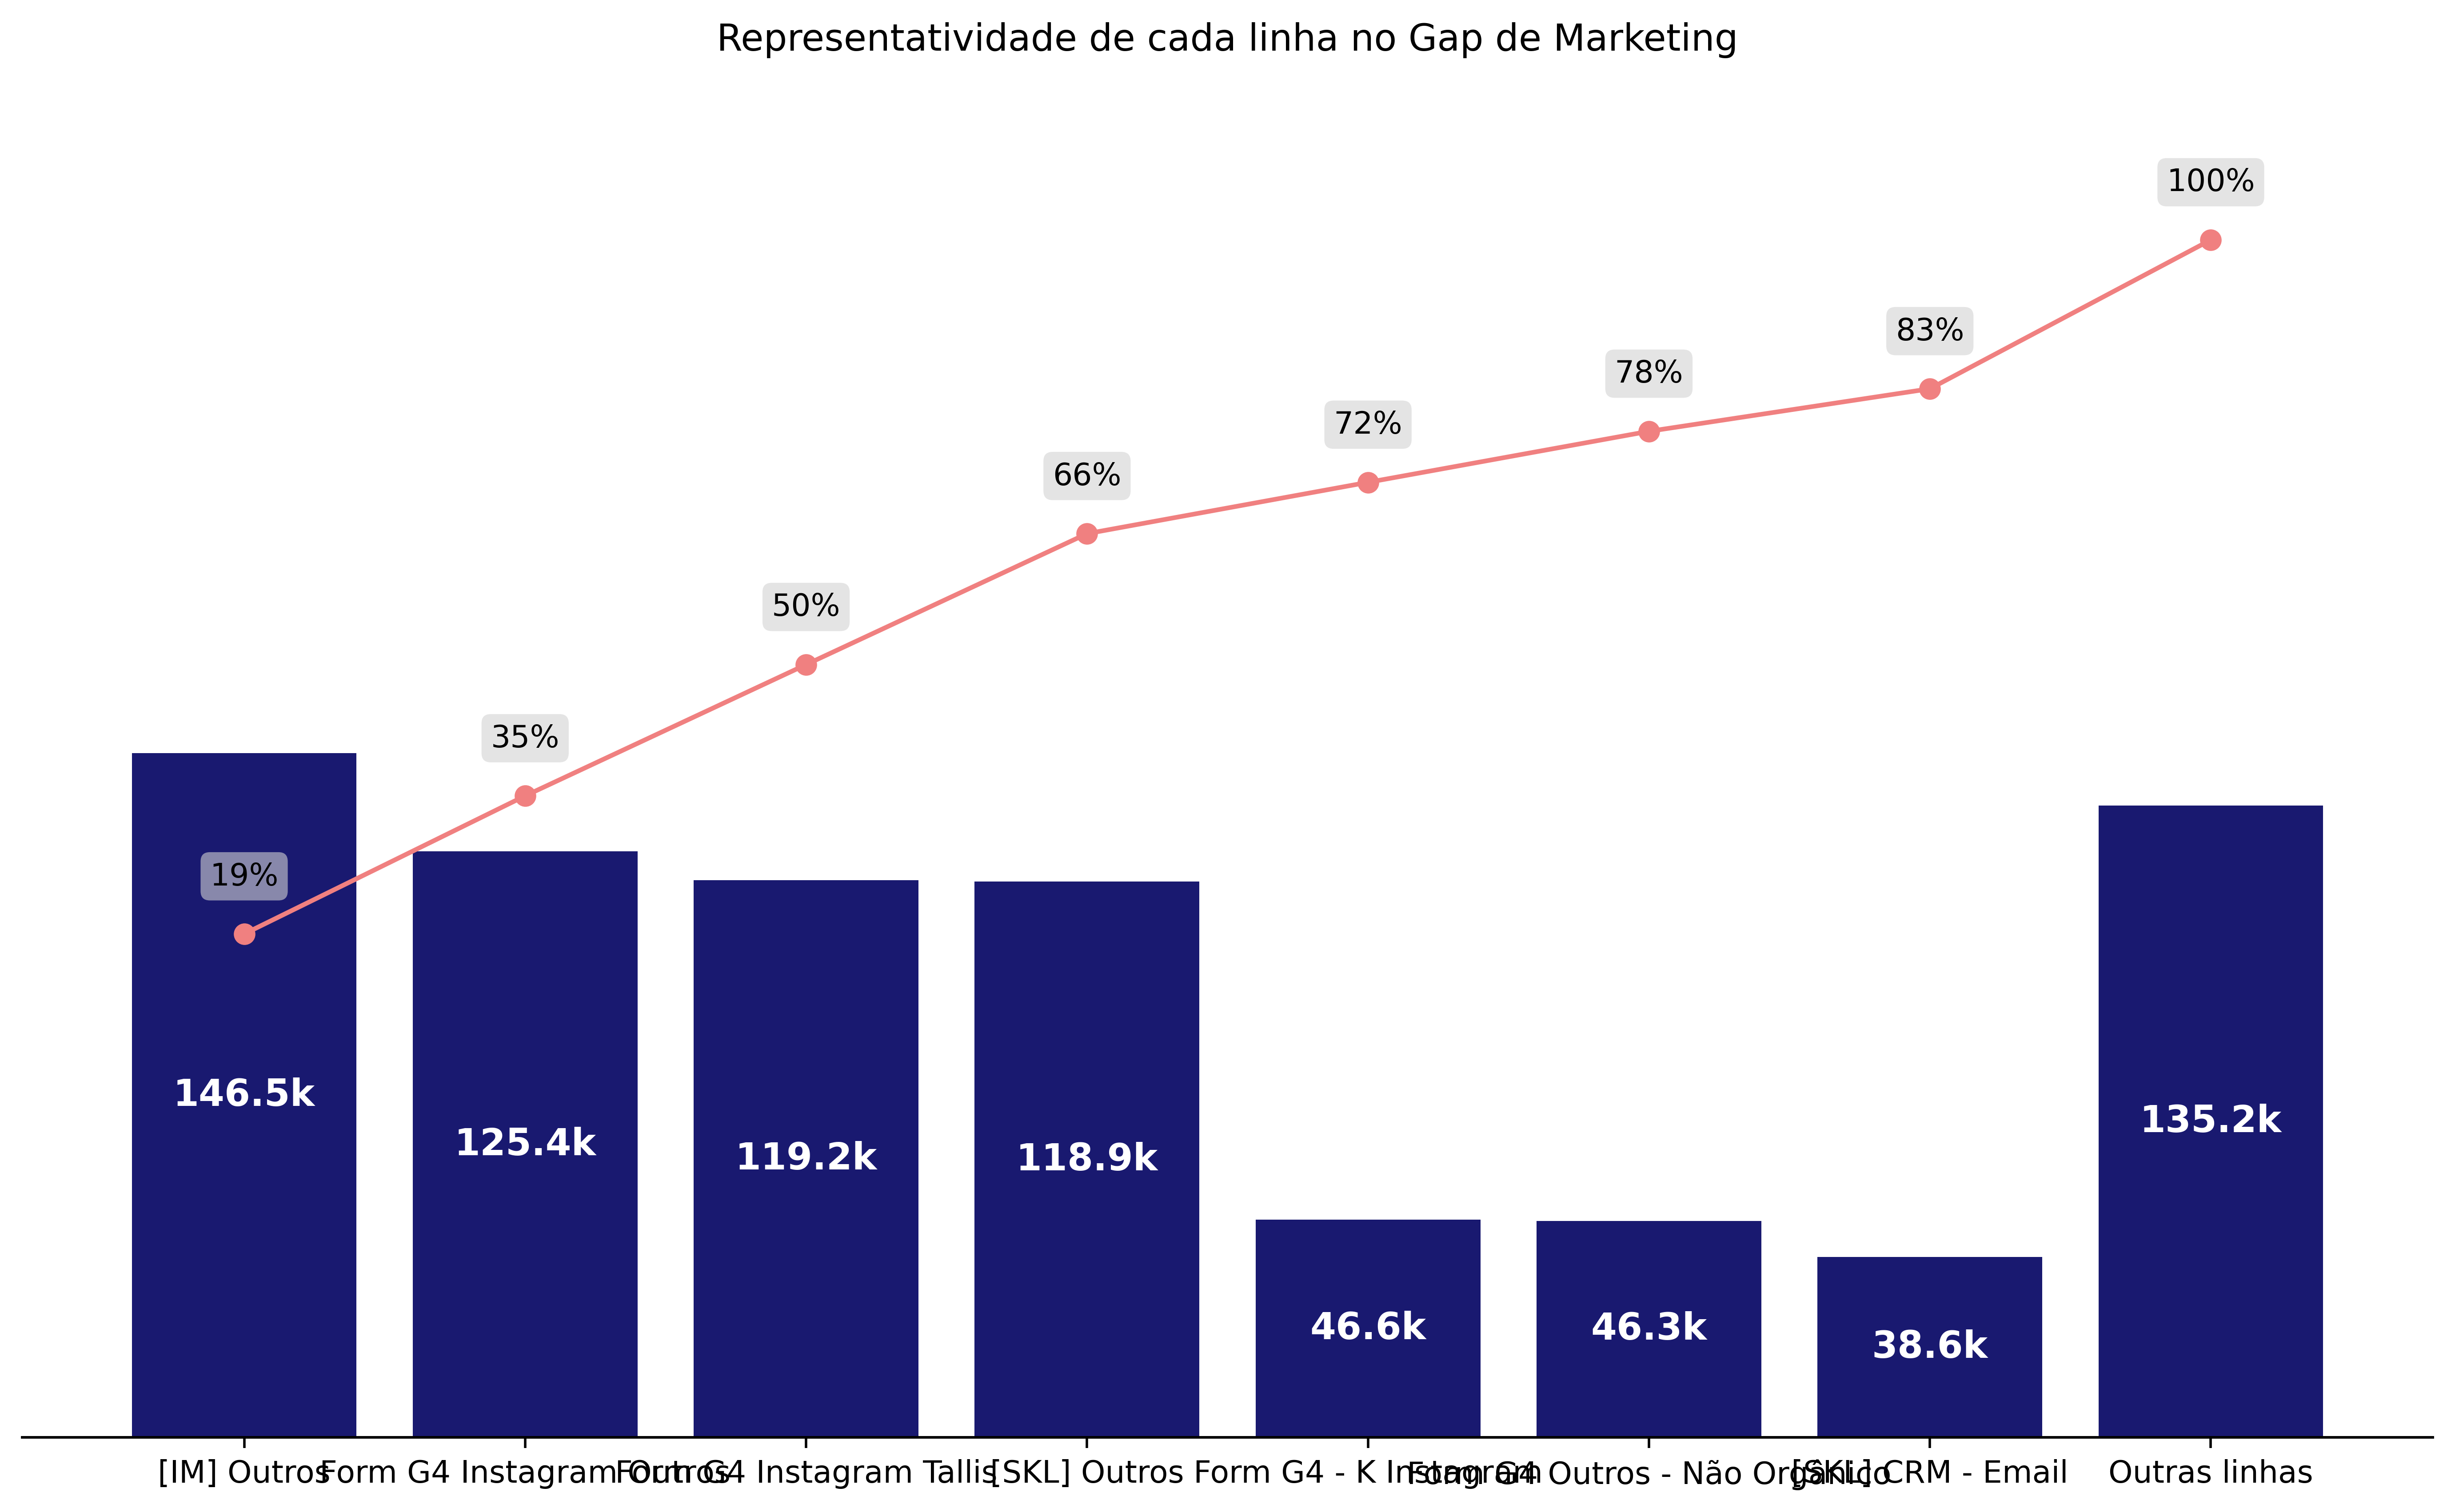 Representatividade de cada linha no Gap de Marketing
100%
83%
78%
72%
66%
50%
35%
19%
146.5k
125.4k
119.2k
118.9k
46.6k
46.3k
38.6k
135.2k
[IM] Outros
Form G4 Instagram Outros
Form G4 Instagram Tallis
[SKL] Outros
Form G4 - K Instagram
Form G4 Outros - Não Orgânico
[SKL] CRM - Email
Outras linhas